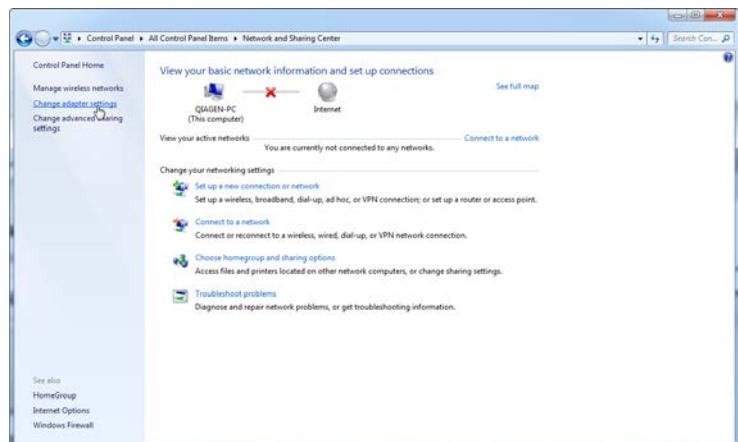 Control Panel ▸ All Control Panel Items ▸ Network and Sharing Center
Search Con...
Control Panel Home
Manage wireless networks
Change adapter settings
Change advanced sharing
settings
See also
HomeGroup
Internet Options
Windows Firewall
View your basic network information and set up connections
See full map
QIAGEN-PC
(This computer)
Internet
View your active networks
Connect to a network
You are currently not connected to any networks.
Change your networking settings
Set up a new connection or network
Set up a wireless, broadband, dial-up, ad hoc, or VPN connection; or set up a router or access point.
Connect to a network
Connect or reconnect to a wireless, wired, dial-up, or VPN network connection.
Choose homegroup and sharing options
Access files and printers located on other network computers, or change sharing settings.
Troubleshoot problems
Diagnose and repair network problems, or get troubleshooting information.